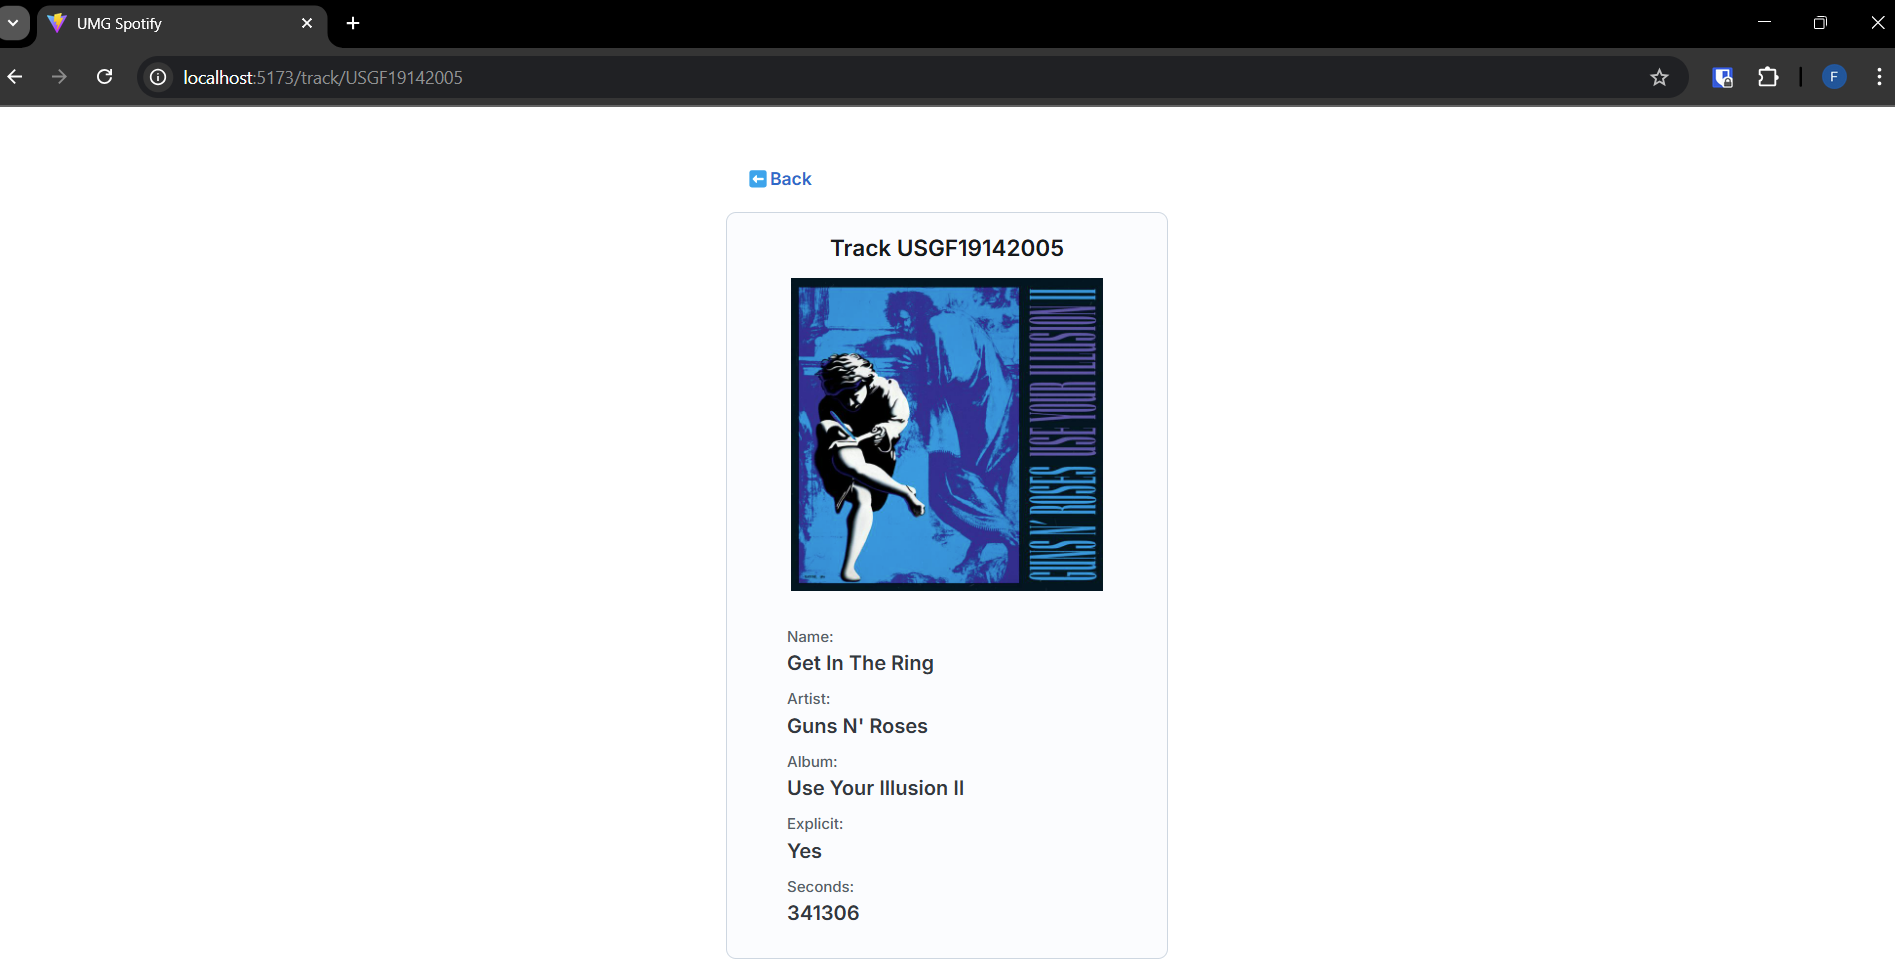 UMG Spotify
localhost:5173/track/USGF19142005
F
Back
Track USGF19142005
GUNS N' ROSES USE YOUR ILLUSION II
Name:
Get In The Ring
Artist:
Guns N' Roses
Album:
Use Your Illusion II
Explicit:
Yes
Seconds:
341306